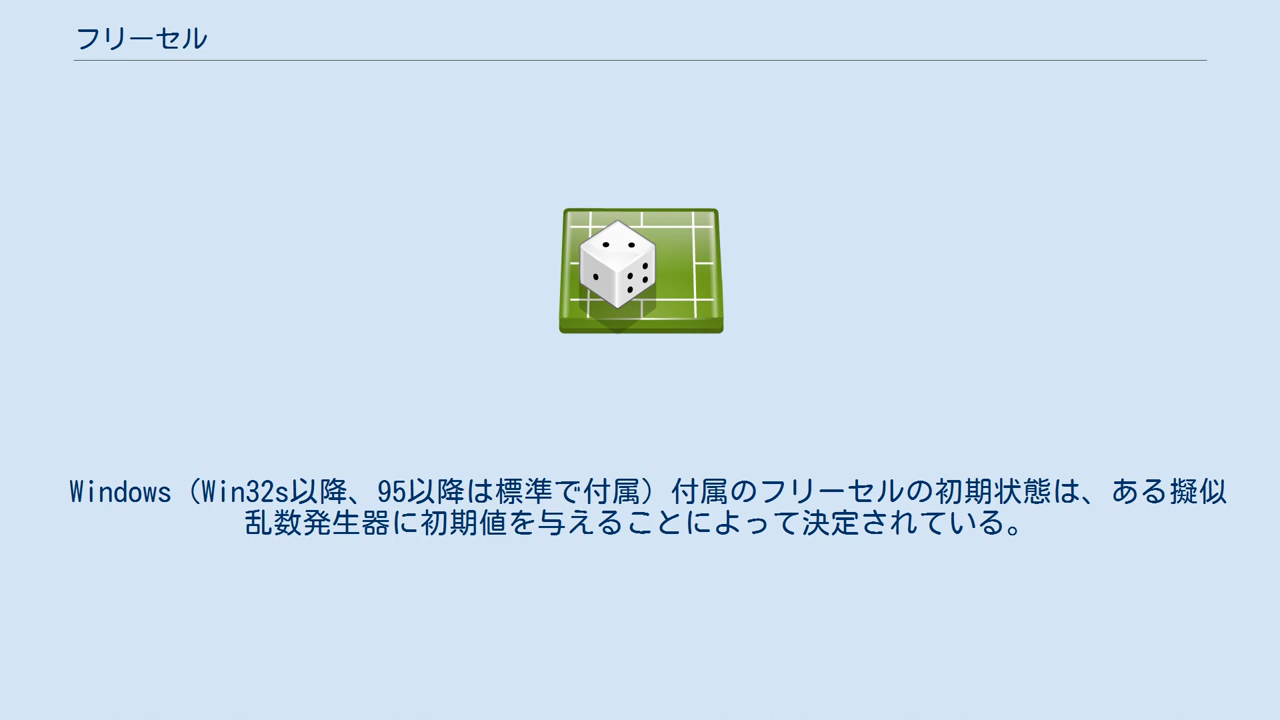 フリーセル
Windows（Win32s以降、95以降は標準で付属）付属のフリーセルの初期状態は、ある擬似
乱数発生器に初期値を与えることによって決定されている。